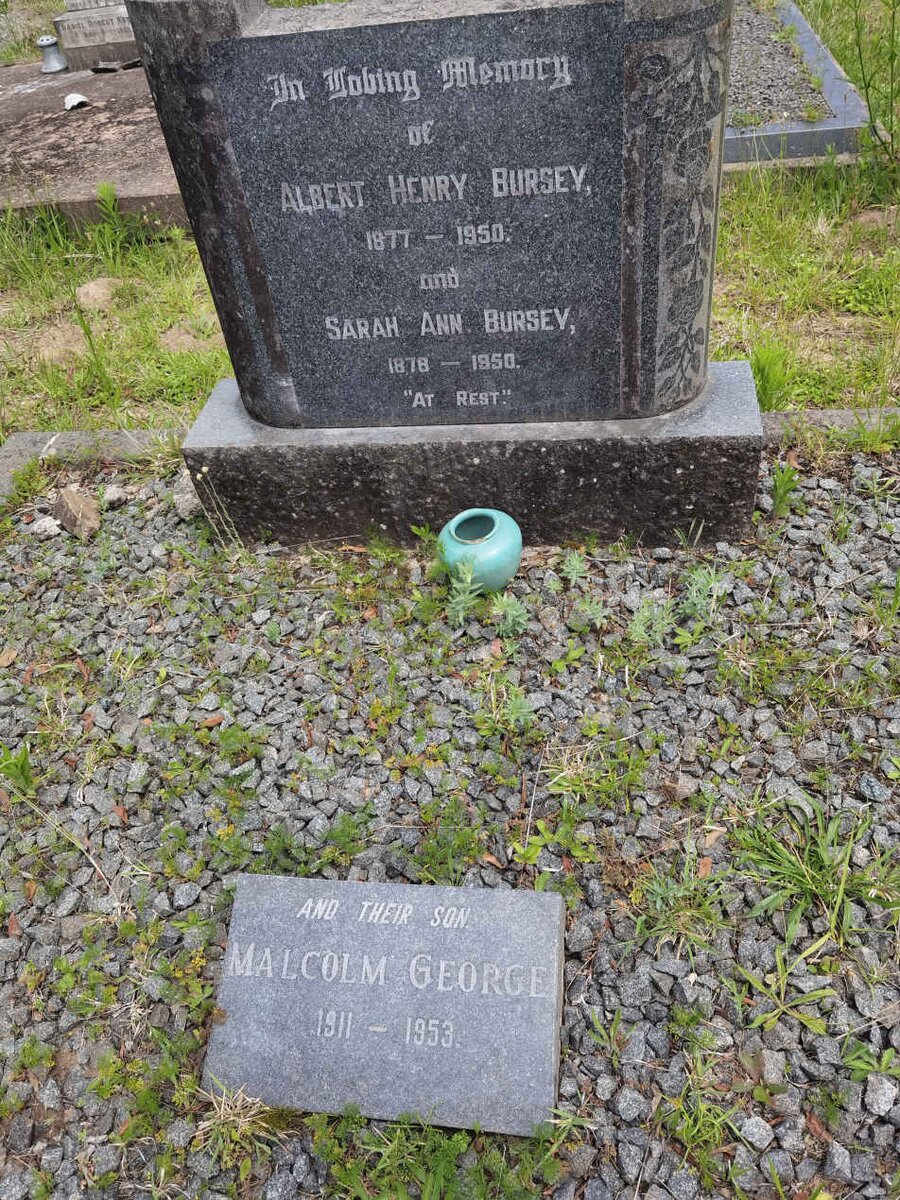 In Loving Memory
of
ALBERT HENRY BURSEY,
1877 – 1950.
and
SARAH ANN BURSEY,
1878 – 1950.
"AT REST".
AND THEIR SON
MALCOLM GEORGE
1911 – 1953.